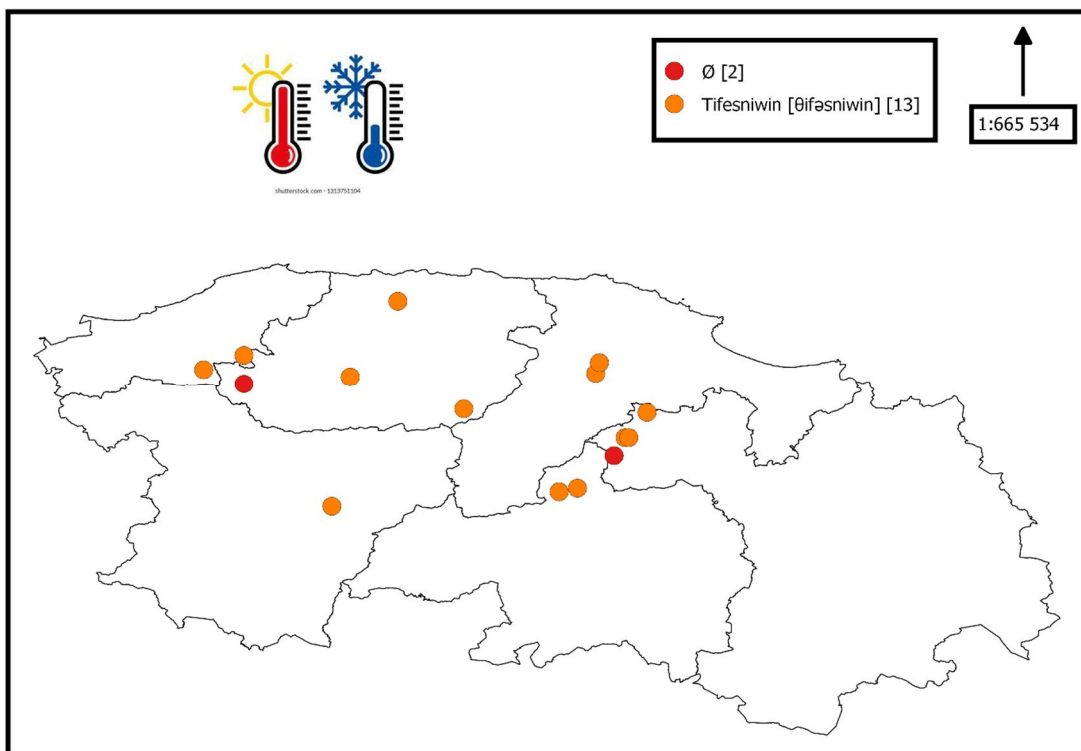 Ø [2]
Tifesniwin [θifəsniwin] [13]
1:665 534
shutterstock.com - 1313751104